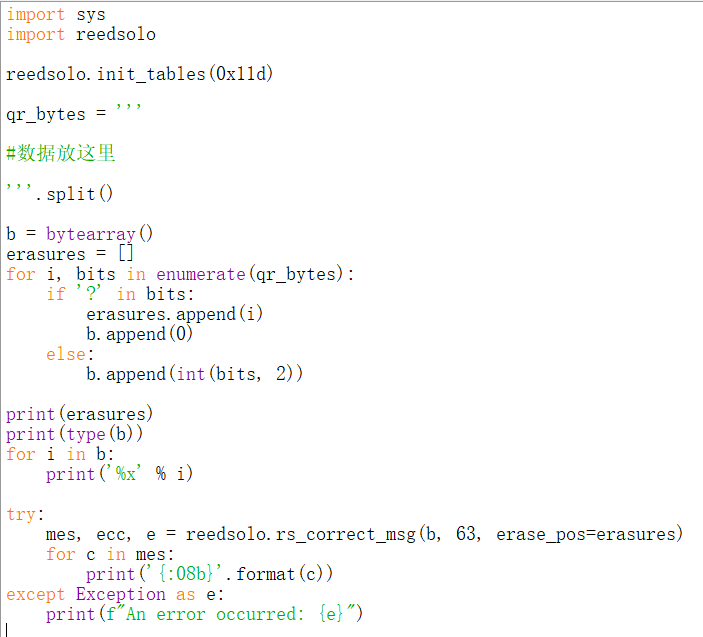 import sys
import reedsolo
reedsolo.init_tables(0x11d)
qr_bytes = '''
#数据放这里
'''.split()
b = bytearray()
erasures = []
for i, bits in enumerate(qr_bytes):
    if '?' in bits:
        erasures.append(i)
        b.append(0)
    else:
        b.append(int(bits, 2))
print(erasures)
print(type(b))
for i in b:
    print('%x' % i)
try:
    mes, ecc, e = reedsolo.rs_correct_msg(b, 63, erase_pos=erasures)
    for c in mes:
        print('{:08b}'.format(c))
except Exception as e:
    print(f"An error occurred: {e}")